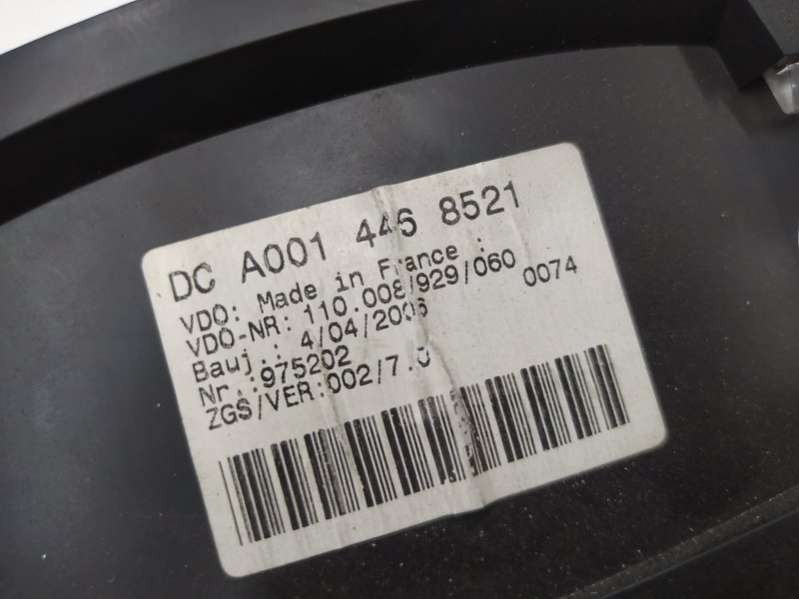 DC A001 446 8521
VDO: Made in France :
VDO-NR: 110.008/929/060
0074
Bauj.: 4/04/2006
Nr.:975202
ZGS/VER:002/7.0